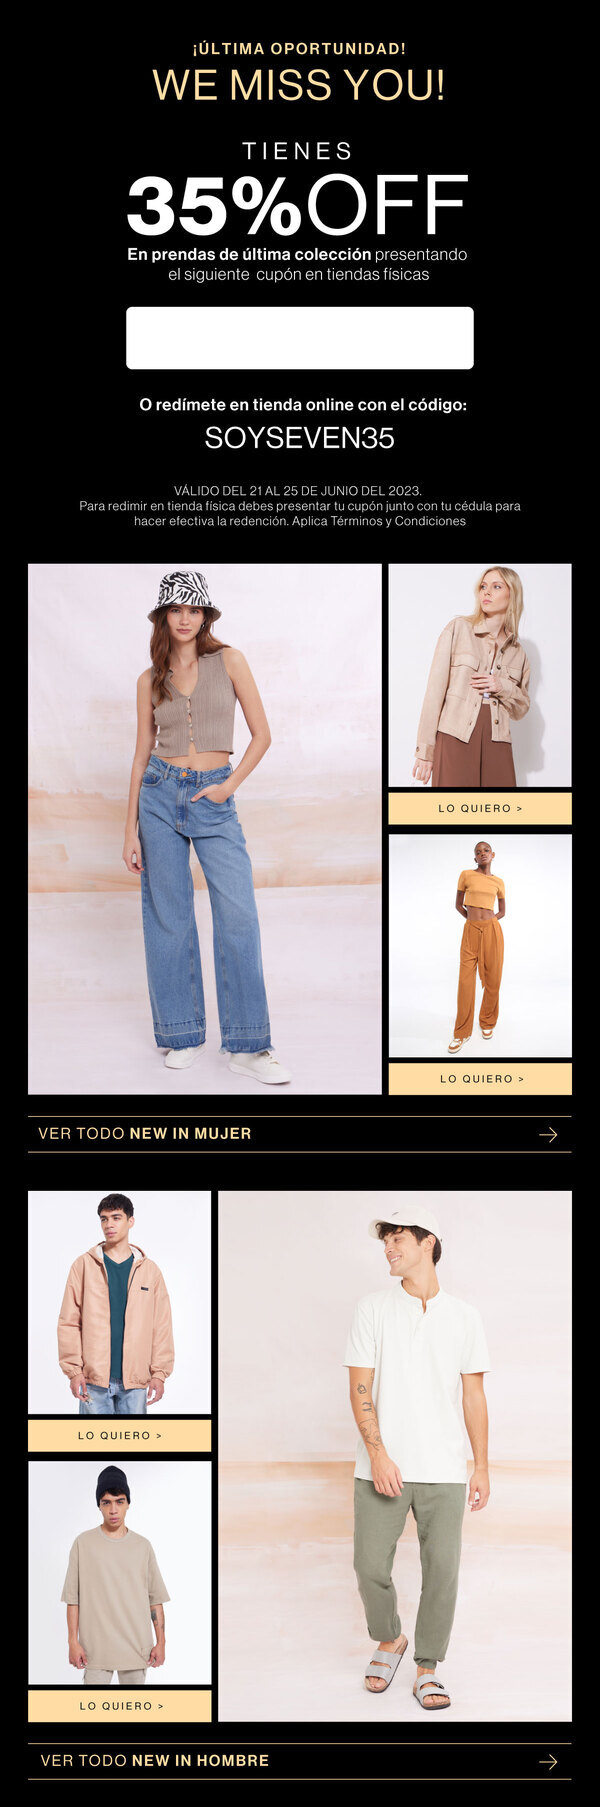 ¡ÚLTIMA OPORTUNIDAD!
WE MISS YOU!
TIENES
35%OFF
En prendas de última colección presentando
el siguiente cupón en tiendas físicas
O redímete en tienda online con el código:
SOYSEVEN35
VÁLIDO DEL 21 AL 25 DE JUNIO DEL 2023.
Para redimir en tienda física debes presentar tu cupón junto con tu cédula para
hacer efectiva la redención. Aplica Términos y Condiciones
LO QUIERO >
LO QUIERO >
VER TODO NEW IN MUJER
LO QUIERO >
LO QUIERO >
VER TODO NEW IN HOMBRE